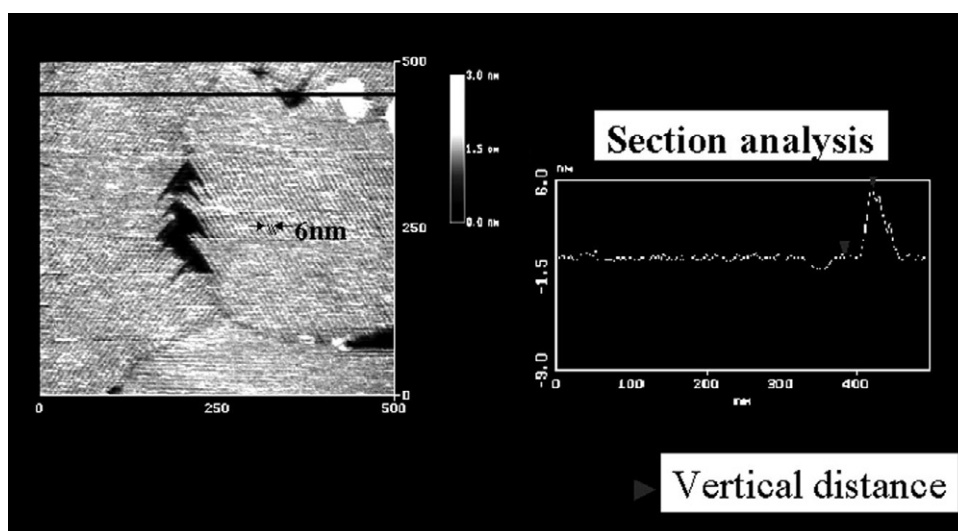 500
3.0 nm
1.5 nm
0.0 nm
250
6nm
0
0 250 500
Section analysis
nm
6.0
-1.5
-9.0
0 100 200 300 400
nm
Vertical distance